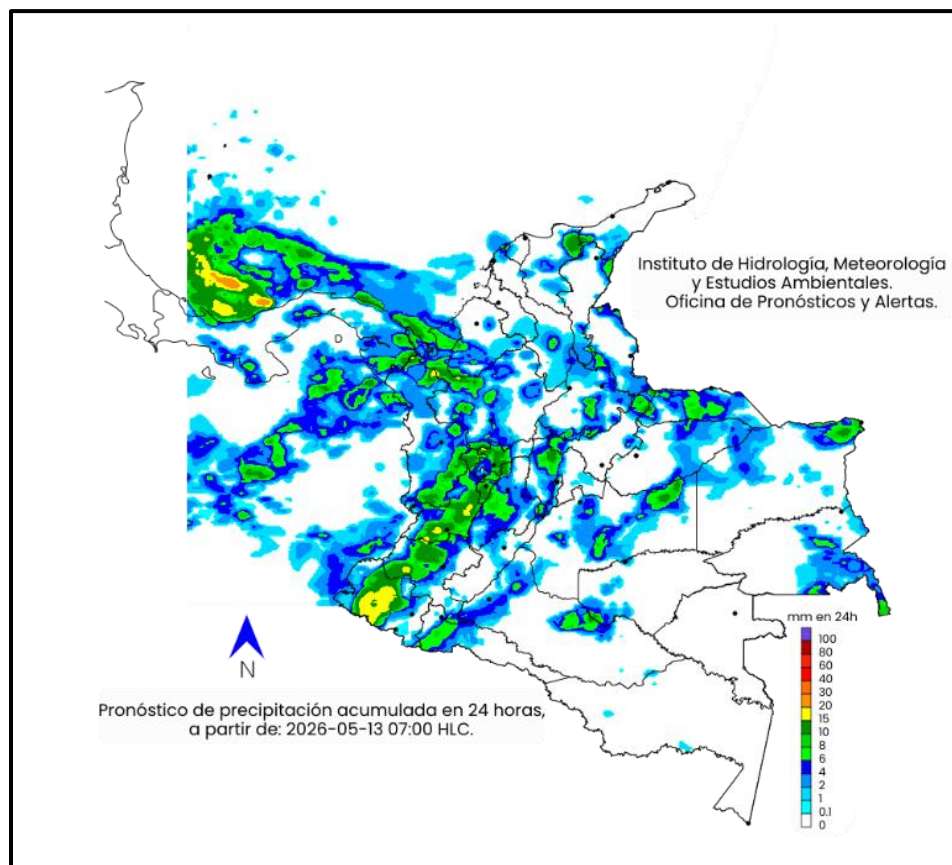 Instituto de Hidrología, Meteorología
y Estudios Ambientales.
Oficina de Pronósticos y Alertas.
N
Pronóstico de precipitación acumulada en 24 horas,
a partir de: 2026-05-13 07:00 HLC.
mm en 24h
100
80
60
40
30
20
15
10
8
6
4
2
1
0.1
0